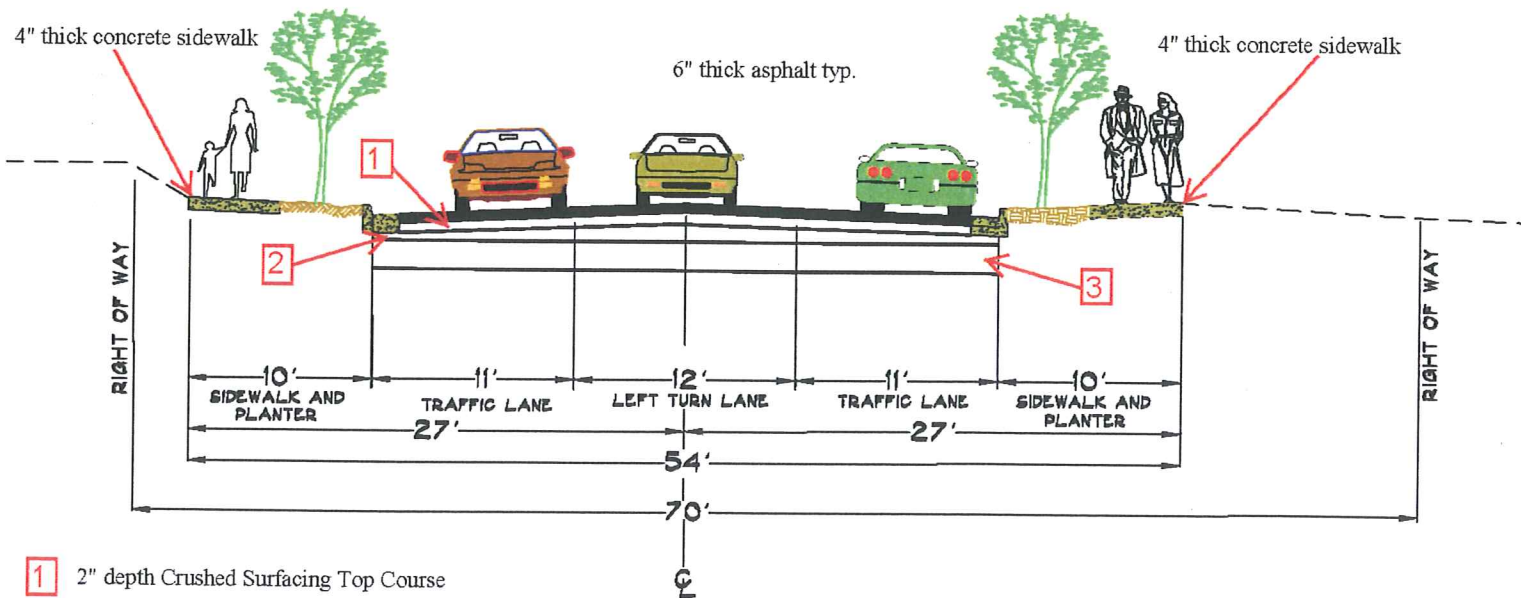 4" thick concrete sidewalk
6" thick asphalt typ.
4" thick concrete sidewalk
1
2
3
RIGHT OF WAY
RIGHT OF WAY
10'
SIDEWALK AND
PLANTER
11'
TRAFFIC LANE
12'
LEFT TURN LANE
11'
TRAFFIC LANE
10'
SIDEWALK AND
PLANTER
27'
27'
54'
70'
℄
1 2" depth Crushed Surfacing Top Course